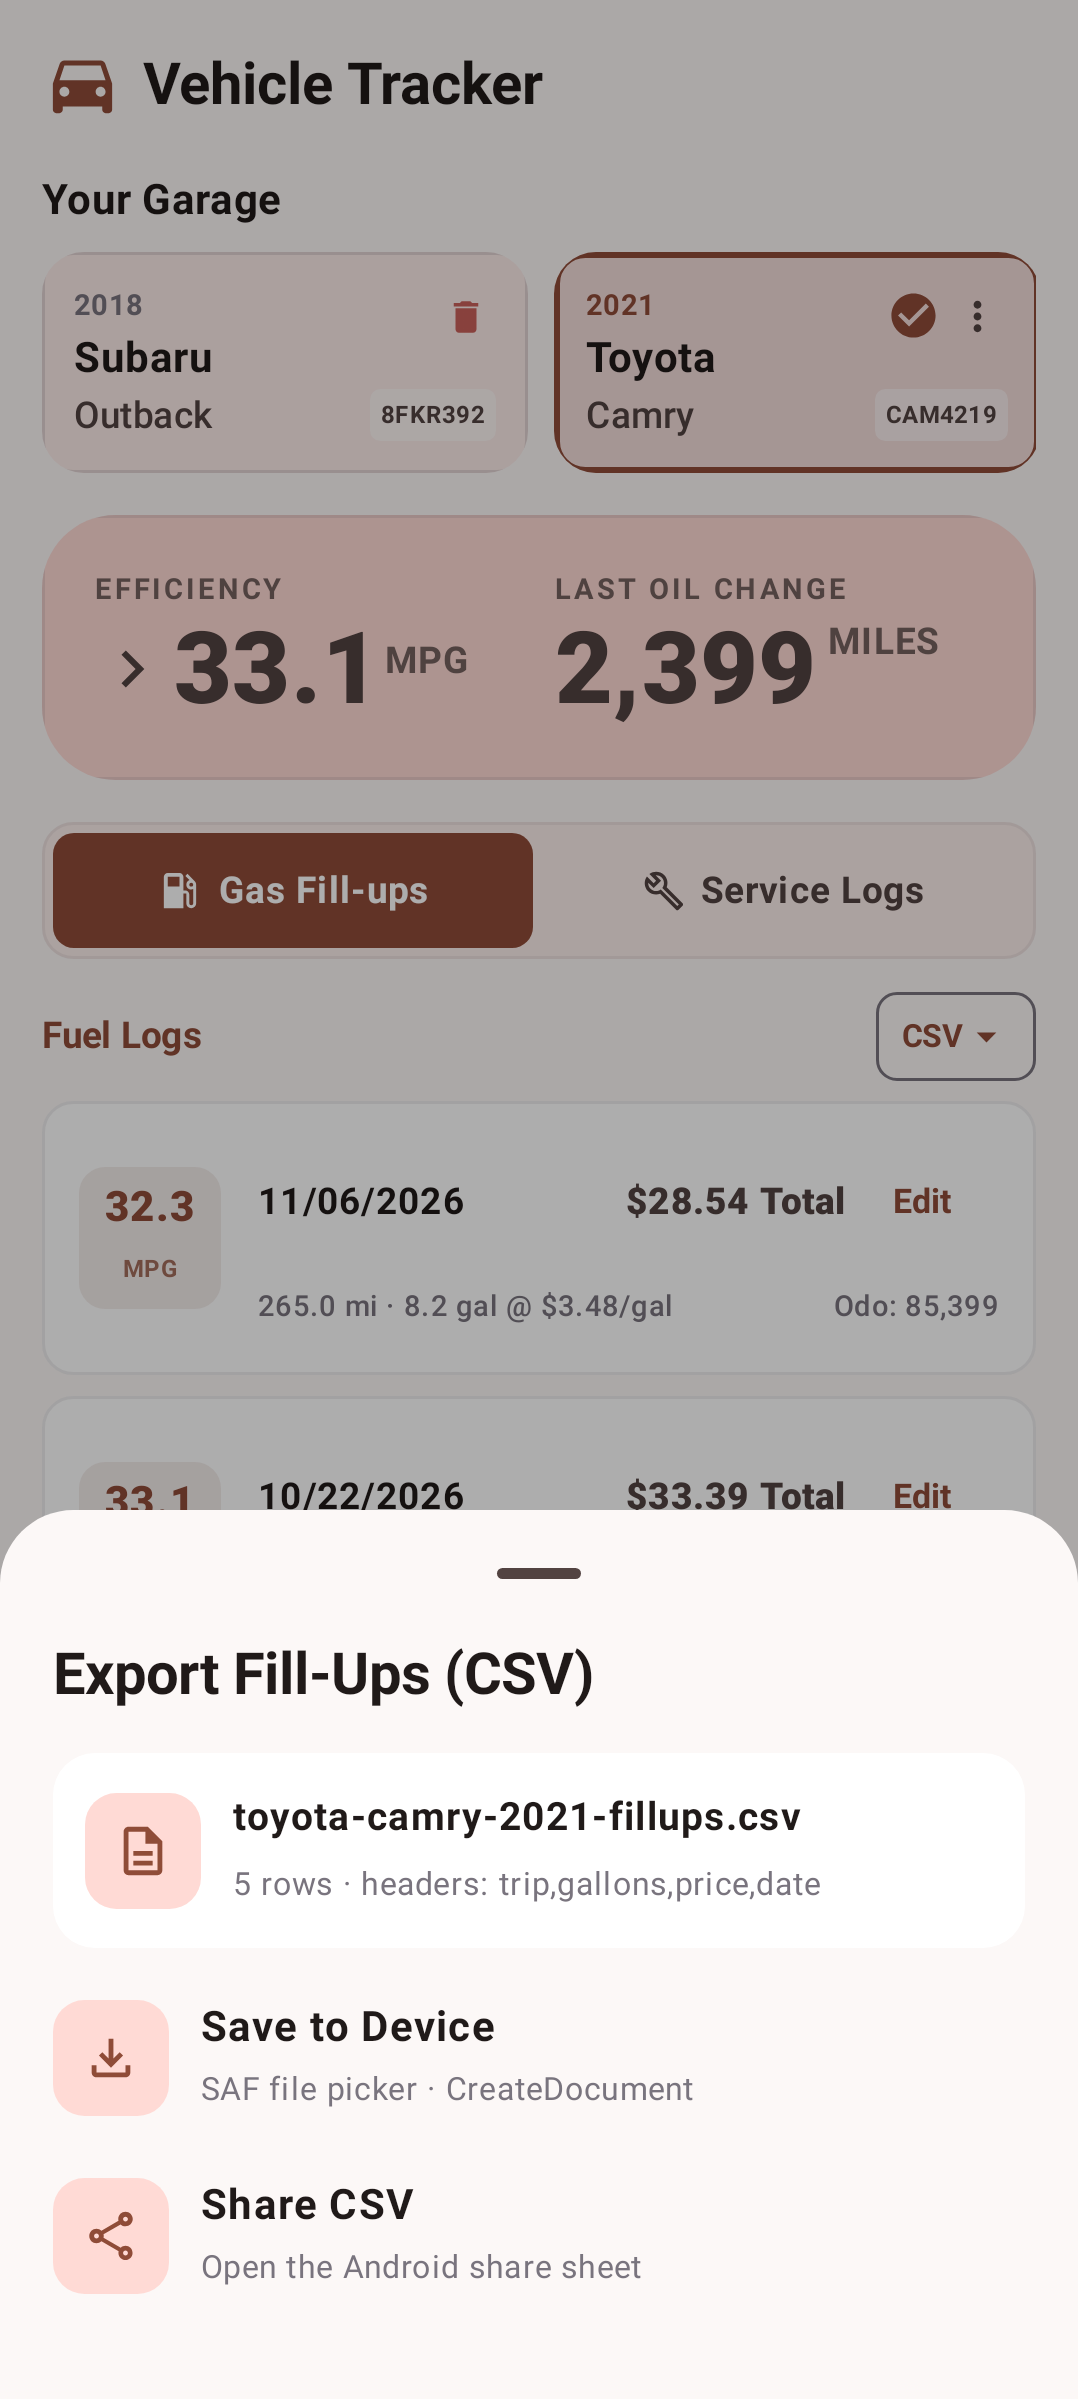 Vehicle Tracker
Your Garage
2018
Subaru
Outback
8FKR392
2021
Toyota
Camry
CAM4219
EFFICIENCY
33.1 MPG
LAST OIL CHANGE
2,399 MILES
Gas Fill-ups
Service Logs
Fuel Logs
CSV
32.3
MPG
11/06/2026
$28.54 Total
Edit
265.0 mi · 8.2 gal @ $3.48/gal
Odo: 85,399
33.1
10/22/2026
$33.39 Total
Edit
Export Fill-Ups (CSV)
toyota-camry-2021-fillups.csv
5 rows · headers: trip,gallons,price,date
Save to Device
SAF file picker · CreateDocument
Share CSV
Open the Android share sheet